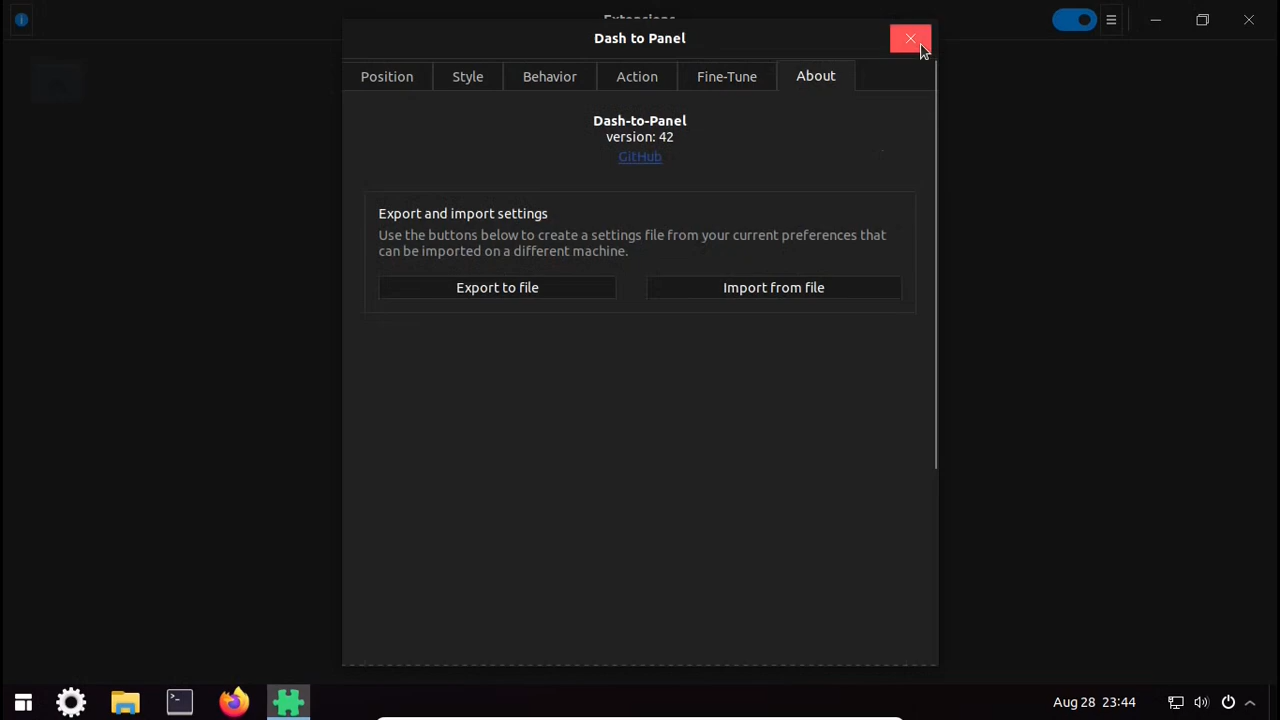 Extensions
Dash to Panel
Position Style Behavior Action Fine-Tune About
Dash-to-Panel
version: 42
GitHub
Export and import settings
Use the buttons below to create a settings file from your current preferences that
can be imported on a different machine.
Export to file Import from file
Aug 28 23:44